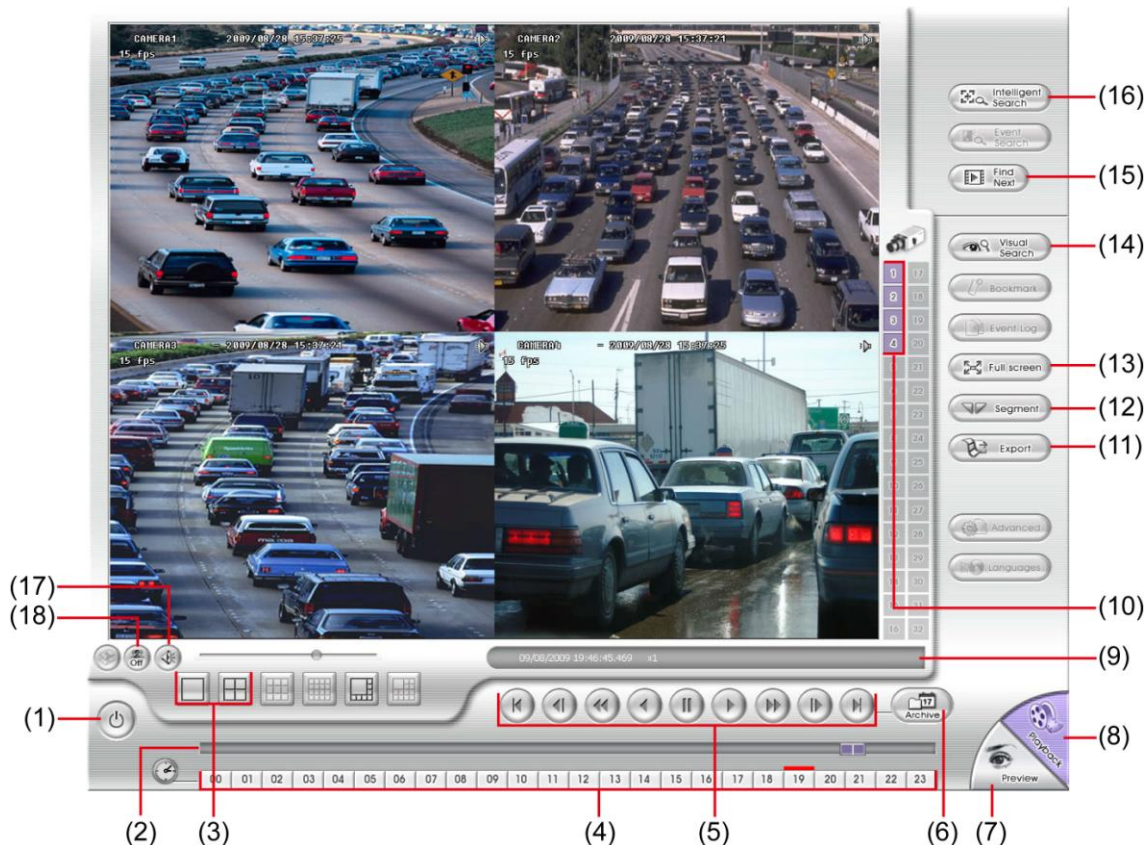 CAMERA1 - 2009/08/28 15:37:25
15 fps
CAMERA2 - 2009/08/28 15:37:24
15 fps
CAMERA3 - 2009/08/28 15:37:24
15 fps
CAMERA4 - 2009/08/28 15:37:25
15 fps
Intelligent Search
(16)
Event Search
Find Next
(15)
Visual Search
(14)
Bookmark
Event Log
Full screen
(13)
Segment
(12)
Export
(11)
Advanced
Languages
1 17
2 18
3 19
4 20
21
24
25
26
27
12 28
29
30
16 32
(10)
(17)
(18)
Off
09/08/2009 19:46:45.469 x1
(9)
(1)
17
Archive
Playback
(8)
Preview
00 01 02 03 04 05 06 07 08 09 10 11 12 13 14 15 16 17 18 19 20 21 22 23
(2) (3) (4) (5) (6) (7)